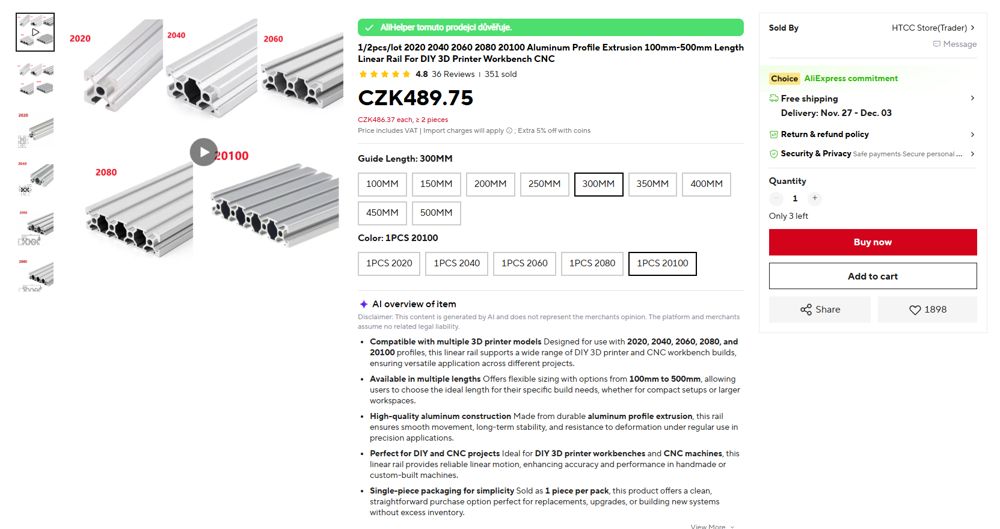 2020
2040
2060
2080
20100
2020
2040
AliHelper tomuto prodejci důvěřuje.
1/2pcs/lot 2020 2040 2060 2080 20100 Aluminum Profile Extrusion 100mm-500mm Length
Linear Rail For DIY 3D Printer Workbench CNC
4.8 36 Reviews | 351 sold
CZK489.75
CZK486.37 each, ≥ 2 pieces
Price includes VAT | Import charges will apply ; Extra 5% off with coins
Guide Length: 300MM
100MM 150MM 200MM 250MM 300MM 350MM 400MM
450MM 500MM
Color: 1PCS 20100
1PCS 2020 1PCS 2040 1PCS 2060 1PCS 2080 1PCS 20100
AI overview of item
Disclaimer: This content is generated by AI and does not represent the merchants opinion. The platform and merchants
assume no related legal liability.
Compatible with multiple 3D printer models Designed for use with 2020, 2040, 2060, 2080, and
20100 profiles, this linear rail supports a wide range of DIY 3D printer and CNC workbench builds,
ensuring versatile application across different projects.
Available in multiple lengths Offers flexible sizing with options from 100mm to 500mm, allowing
users to choose the ideal length for their specific build needs, whether for compact setups or larger
workspaces.
High-quality aluminum construction Made from durable aluminum profile extrusion, this rail
ensures smooth movement, long-term stability, and resistance to deformation under regular use in
precision applications.
Perfect for DIY and CNC projects Ideal for DIY 3D printer workbenches and CNC machines, this
linear rail provides reliable linear motion, enhancing accuracy and performance in handmade or
custom-built machines.
Single-piece packaging for simplicity Sold as 1 piece per pack, this product offers a clean,
straightforward purchase option perfect for replacements, upgrades, or building new systems
without excess inventory.
View More
Sold By HTCC Store(Trader)
Message
Choice AliExpress commitment
Free shipping
Delivery: Nov. 27 - Dec. 03
Return & refund policy
Security & Privacy Safe payments·Secure personal ...
Quantity
1
Only 3 left
Buy now
Add to cart
Share 1898